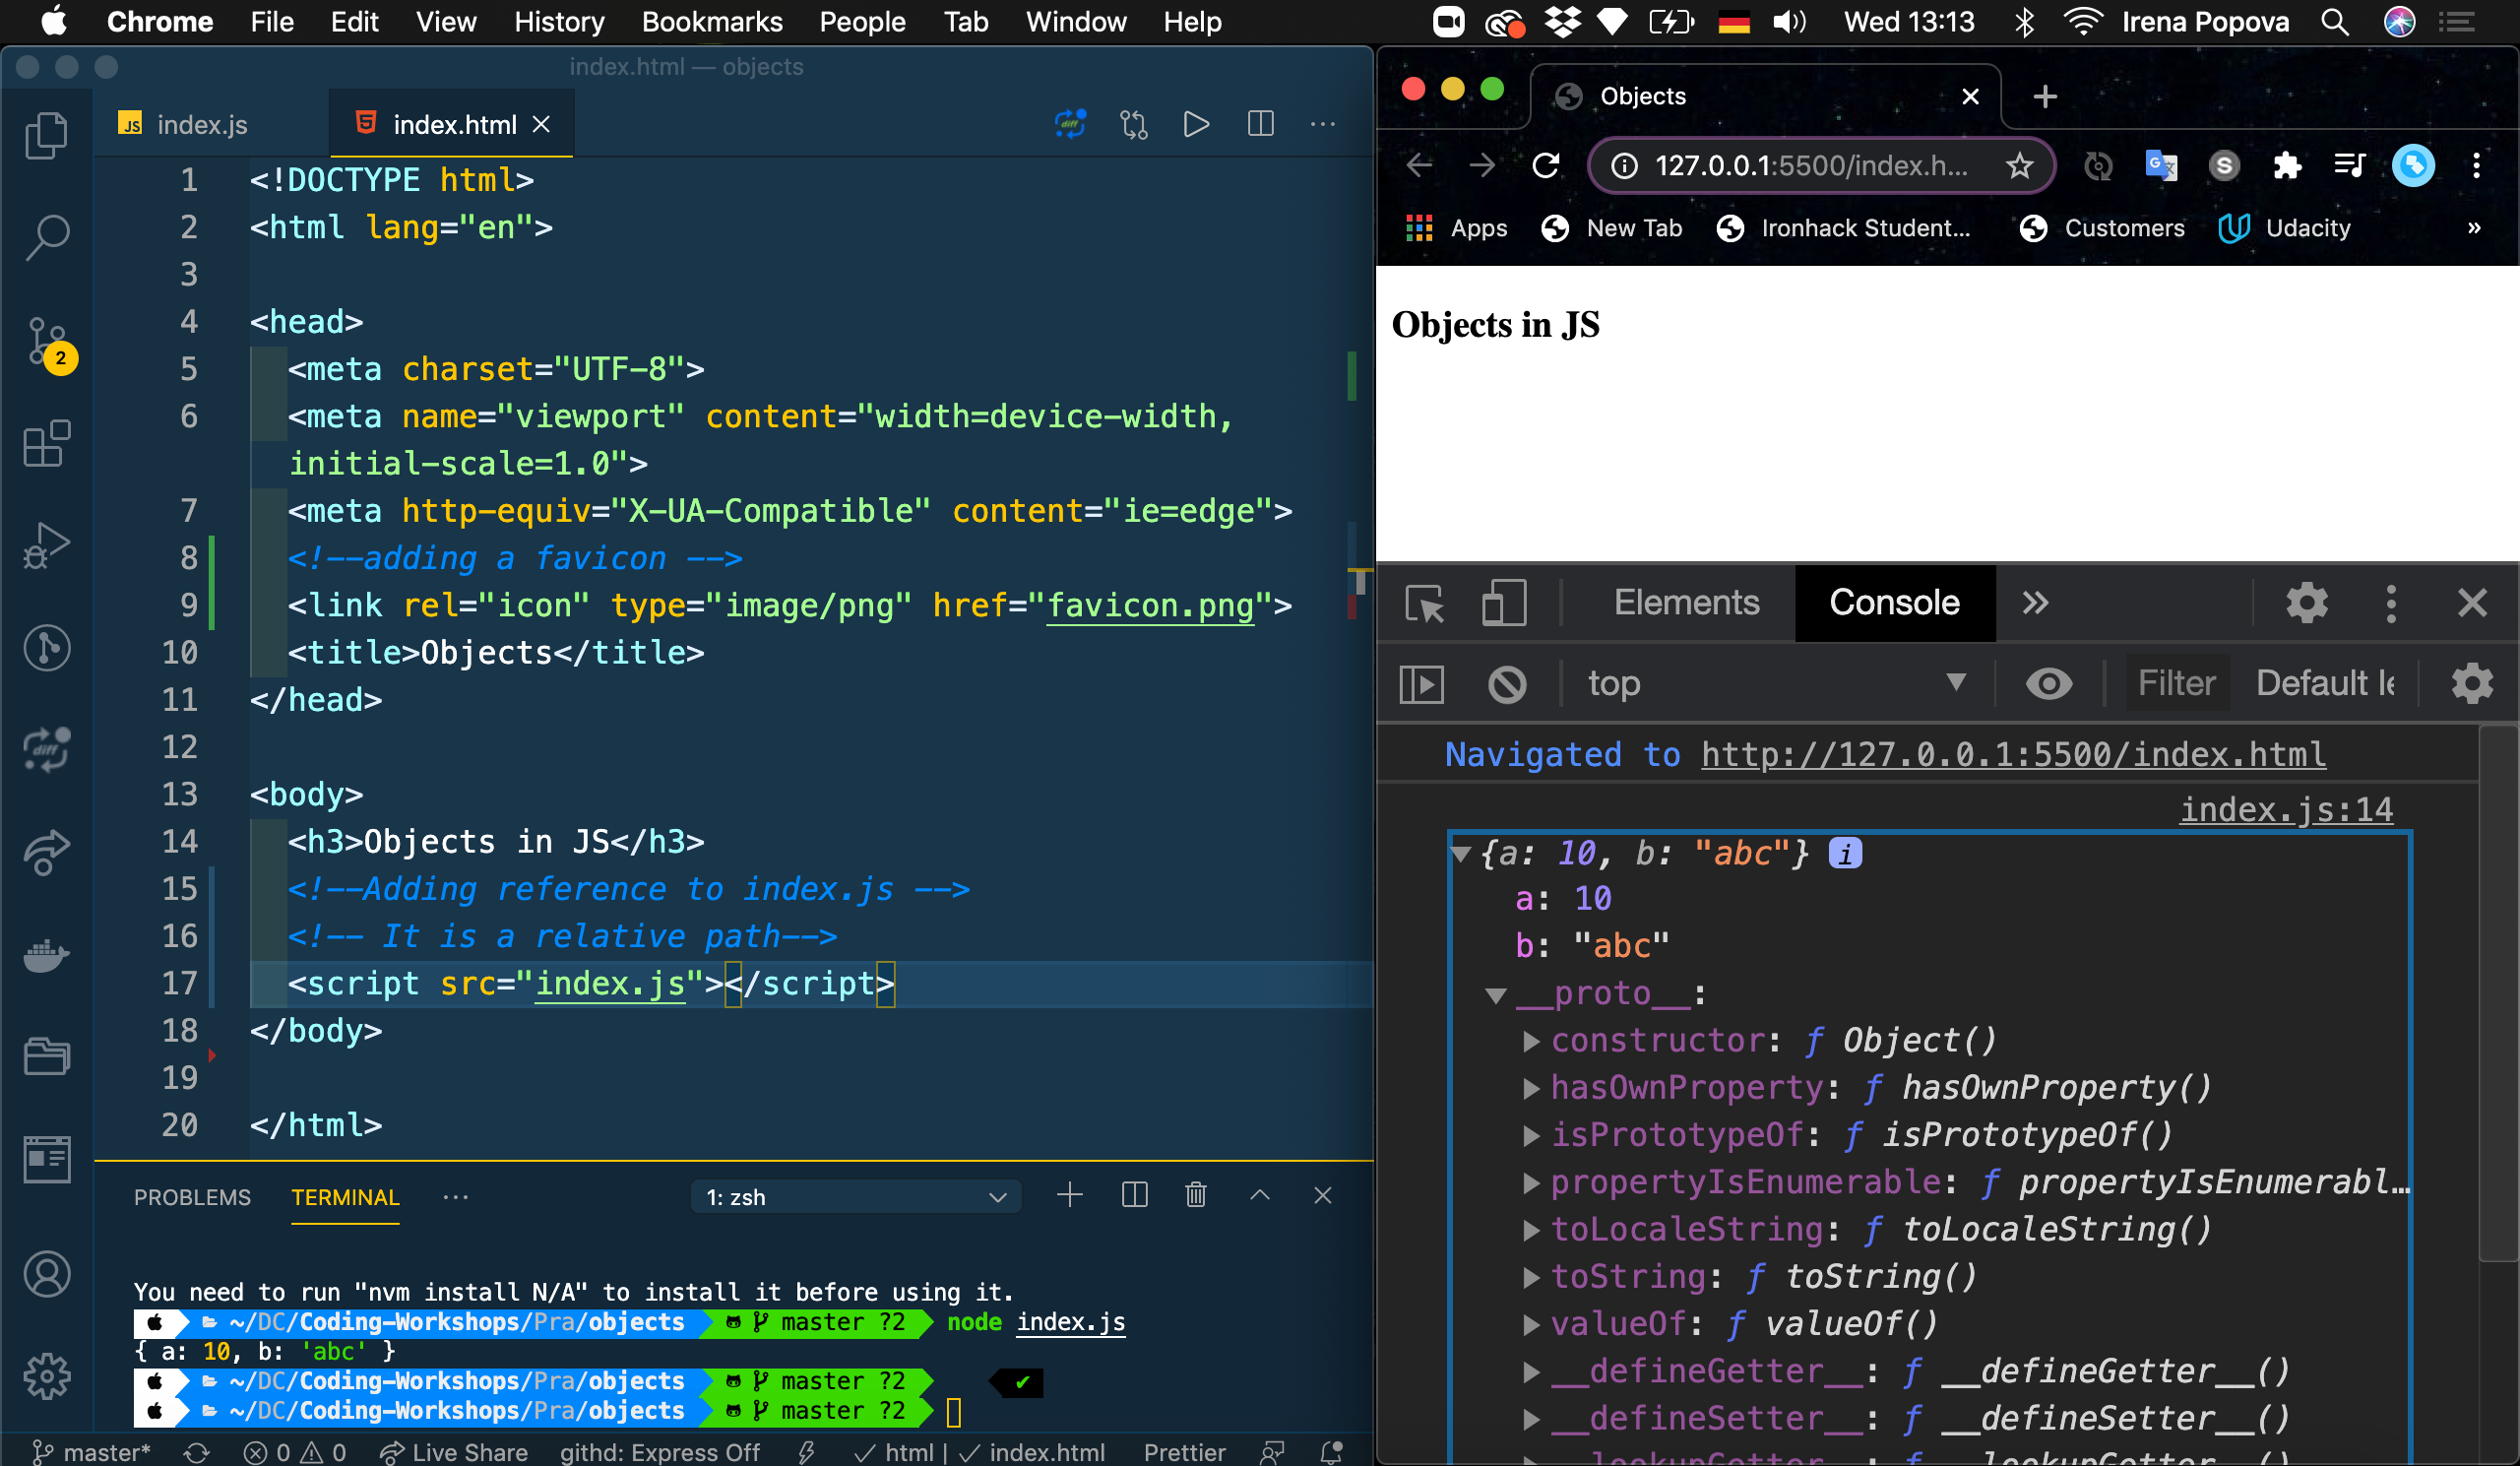 Chrome File Edit View History Bookmarks People Tab Window Help Wed 13:13 Irena Popova
index.html — objects
JS index.js 5 index.html diff
1 <!DOCTYPE html>
2 <html lang="en">
3
4 <head>
5 <meta charset="UTF-8">
6 <meta name="viewport" content="width=device-width,
initial-scale=1.0">
7 <meta http-equiv="X-UA-Compatible" content="ie=edge">
8 <!--adding a favicon -->
9 <link rel="icon" type="image/png" href="favicon.png">
10 <title>Objects</title>
11 </head>
12
13 <body>
14 <h3>Objects in JS</h3>
15 <!--Adding reference to index.js -->
16 <!-- It is a relative path-->
17 <script src="index.js"></script>
18 </body>
19
20 </html>
2
diff
PROBLEMS TERMINAL ··· 1: zsh
You need to run "nvm install N/A" to install it before using it.
~/DC/Coding-Workshops/Pra/objects master ?2 node index.js
{ a: 10, b: 'abc' }
~/DC/Coding-Workshops/Pra/objects master ?2 ✔
~/DC/Coding-Workshops/Pra/objects master ?2
master* 0 0 Live Share githd: Express Off ✓ html | ✓ index.html Prettier
Objects
127.0.0.1:5500/index.h... G S
Apps New Tab Ironhack Student... Customers Udacity »
Objects in JS
Elements Console »
top Filter Default le
Navigated to http://127.0.0.1:5500/index.html
index.js:14
{a: 10, b: "abc"} i
a: 10
b: "abc"
__proto__:
constructor: ƒ Object()
hasOwnProperty: ƒ hasOwnProperty()
isPrototypeOf: ƒ isPrototypeOf()
propertyIsEnumerable: ƒ propertyIsEnumerabl…
toLocaleString: ƒ toLocaleString()
toString: ƒ toString()
valueOf: ƒ valueOf()
__defineGetter__: ƒ __defineGetter__()
__defineSetter__: ƒ __defineSetter__()
__lookupGetter__: ƒ __lookupGetter__()